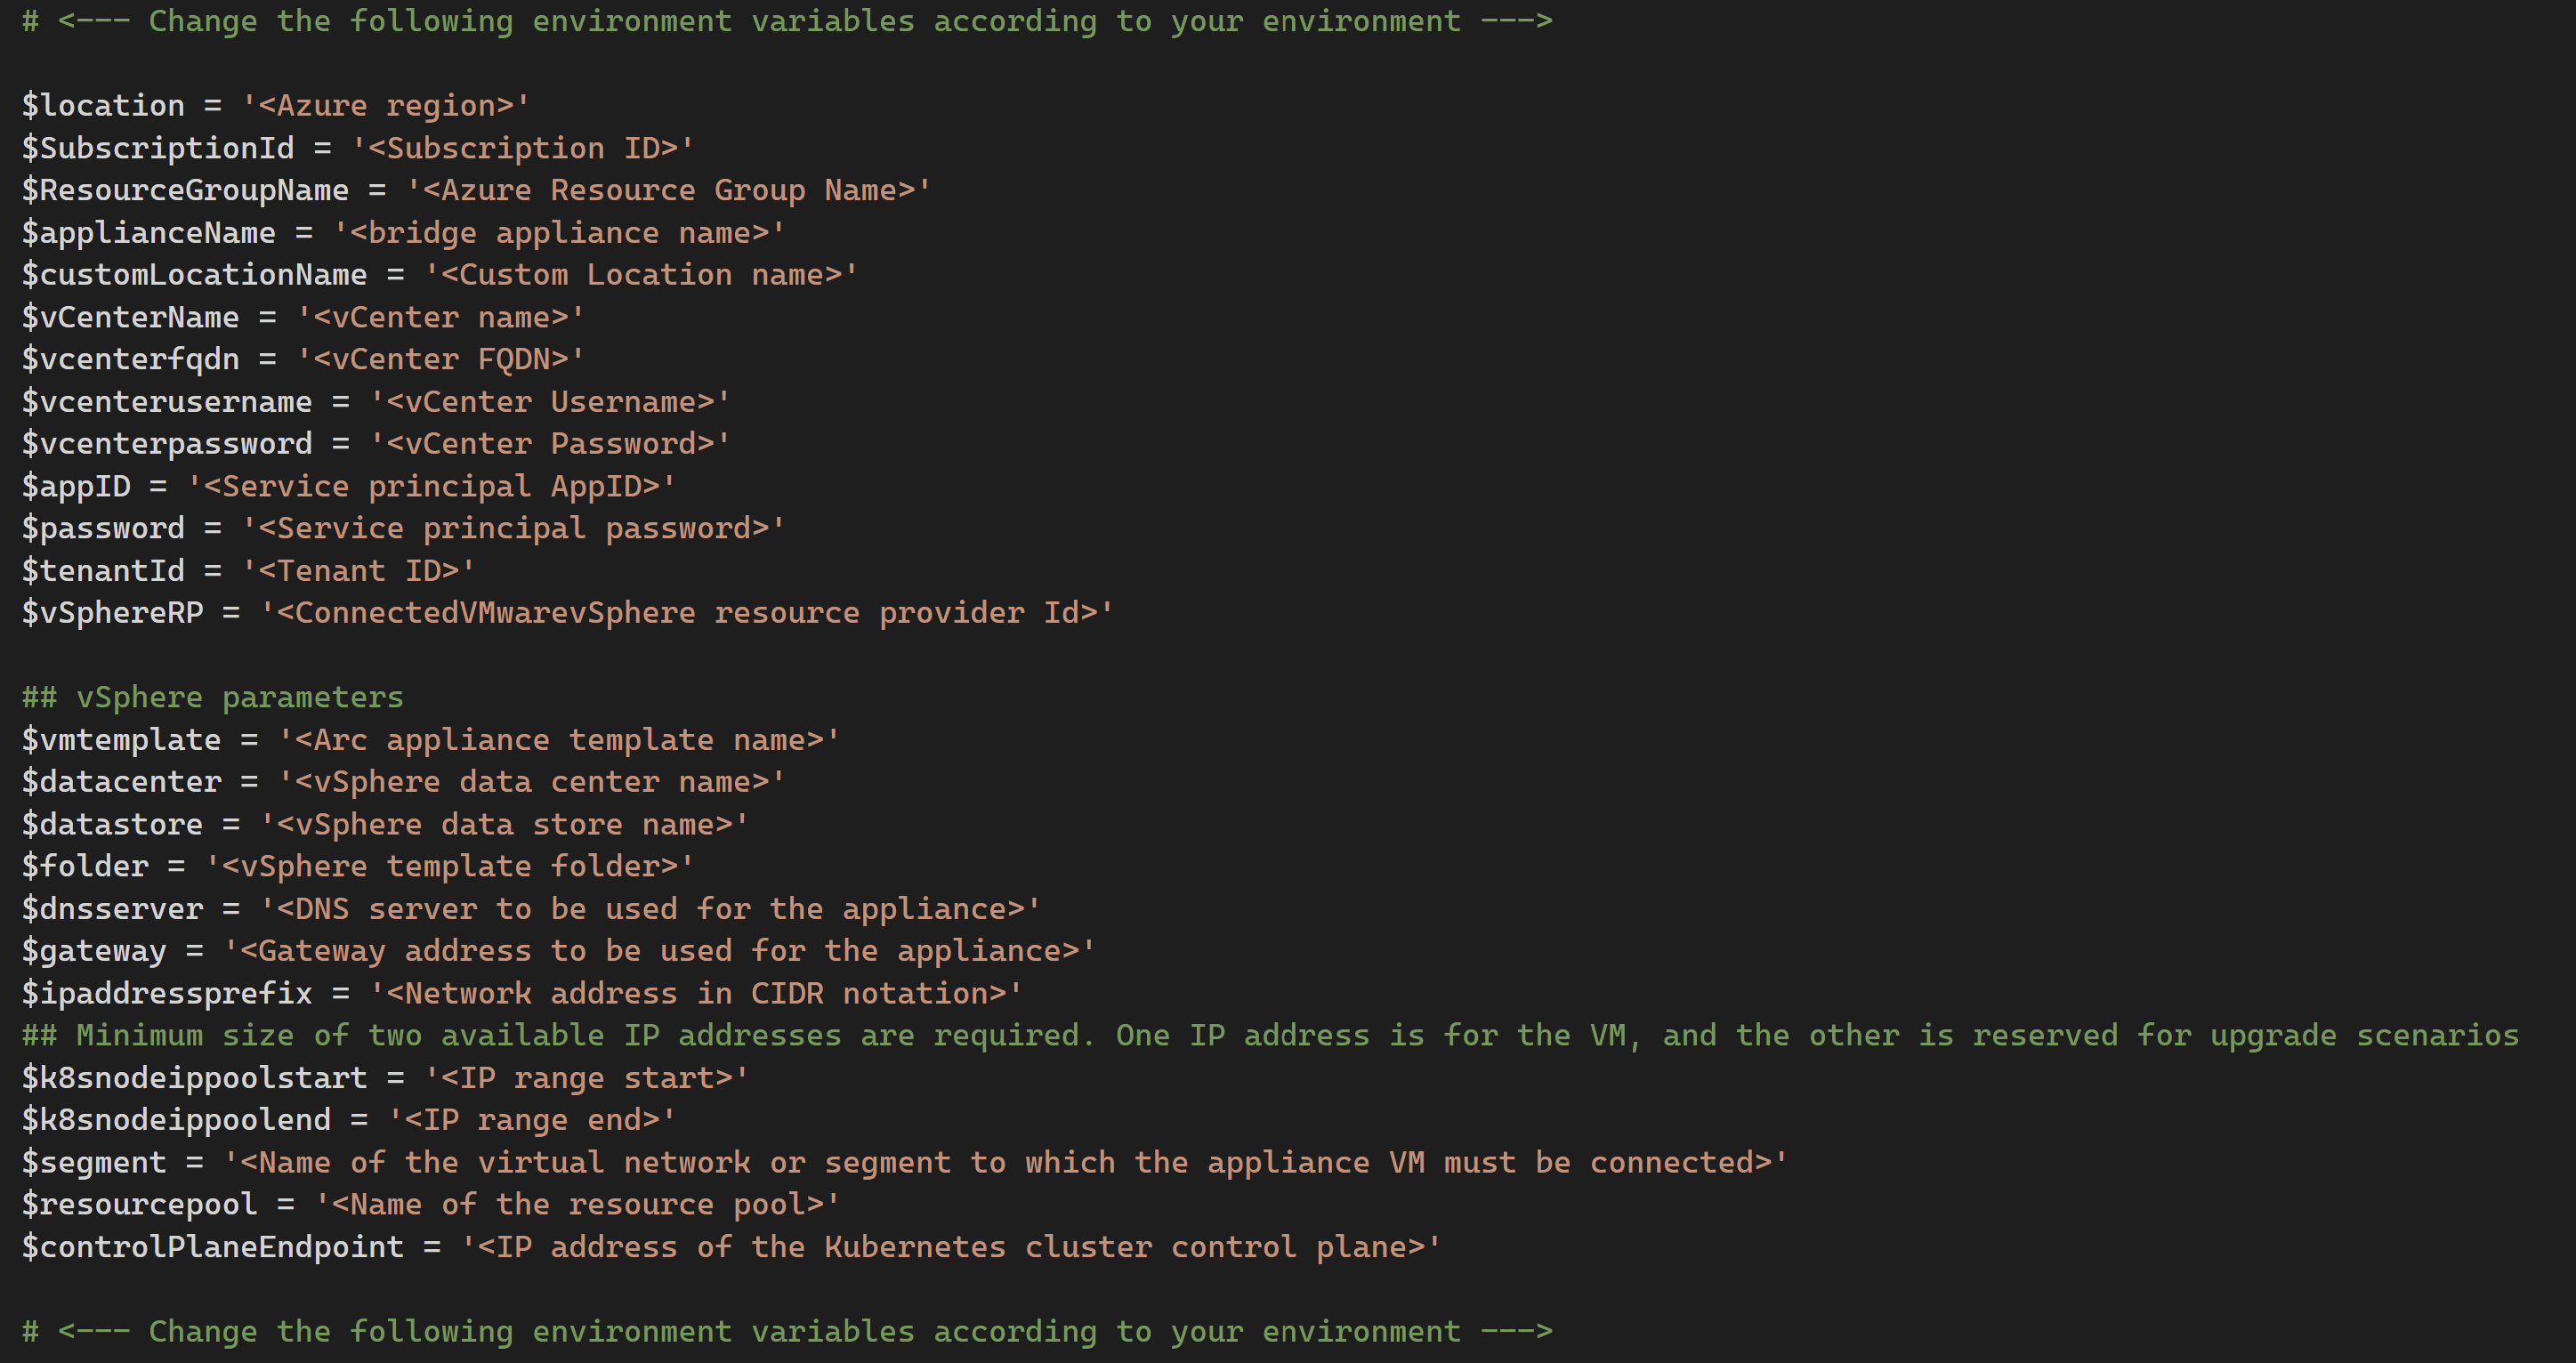 # <--- Change the following environment variables according to your environment --->
$location = '<Azure region>'
$SubscriptionId = '<Subscription ID>'
$ResourceGroupName = '<Azure Resource Group Name>'
$applianceName = '<bridge appliance name>'
$customLocationName = '<Custom Location name>'
$vCenterName = '<vCenter name>'
$vcenterfqdn = '<vCenter FQDN>'
$vcenterusername = '<vCenter Username>'
$vcenterpassword = '<vCenter Password>'
$appID = '<Service principal AppID>'
$password = '<Service principal password>'
$tenantId = '<Tenant ID>'
$vSphereRP = '<ConnectedVMwarevSphere resource provider Id>'
## vSphere parameters
$vmtemplate = '<Arc appliance template name>'
$datacenter = '<vSphere data center name>'
$datastore = '<vSphere data store name>'
$folder = '<vSphere template folder>'
$dnsserver = '<DNS server to be used for the appliance>'
$gateway = '<Gateway address to be used for the appliance>'
$ipaddressprefix = '<Network address in CIDR notation>'
## Minimum size of two available IP addresses are required. One IP address is for the VM, and the other is reserved for upgrade scenarios
$k8snodeippoolstart = '<IP range start>'
$k8snodeippoolend = '<IP range end>'
$segment = '<Name of the virtual network or segment to which the appliance VM must be connected>'
$resourcepool = '<Name of the resource pool>'
$controlPlaneEndpoint = '<IP address of the Kubernetes cluster control plane>'
# <--- Change the following environment variables according to your environment --->